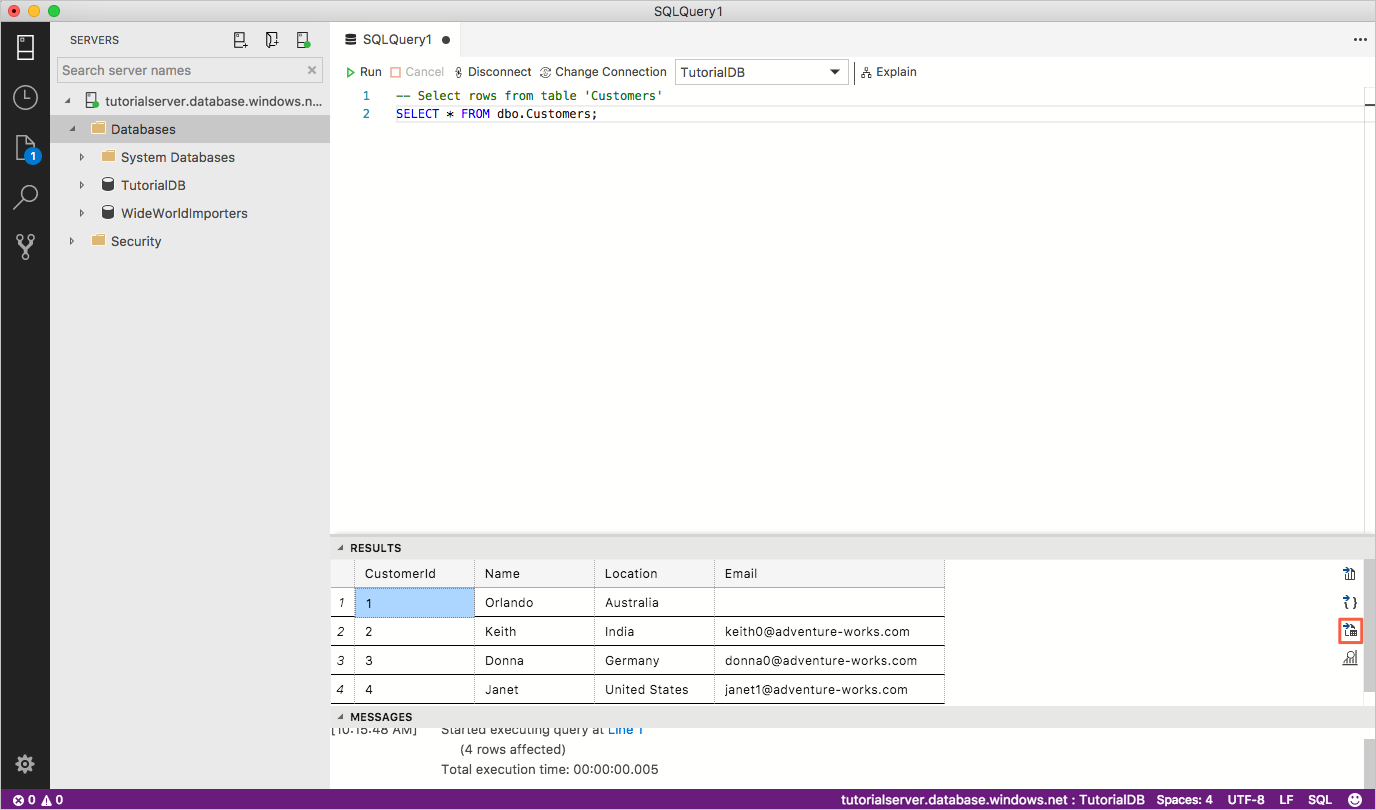 SQLQuery1
SERVERS
SQLQuery1
Search server names
Run Cancel Disconnect Change Connection TutorialDB Explain
tutorialserver.database.windows.n...
Databases
System Databases
TutorialDB
WideWorldImporters
Security
1
1 -- Select rows from table 'Customers'
2 SELECT * FROM dbo.Customers;
RESULTS
CustomerId Name Location Email
1 1 Orlando Australia
2 2 Keith India keith0@adventure-works.com
3 3 Donna Germany donna0@adventure-works.com
4 4 Janet United States janet1@adventure-works.com
MESSAGES
[10:15:48 AM] Started executing query at Line 1
(4 rows affected)
Total execution time: 00:00:00.005
0 0 tutorialserver.database.windows.net : TutorialDB Spaces: 4 UTF-8 LF SQL